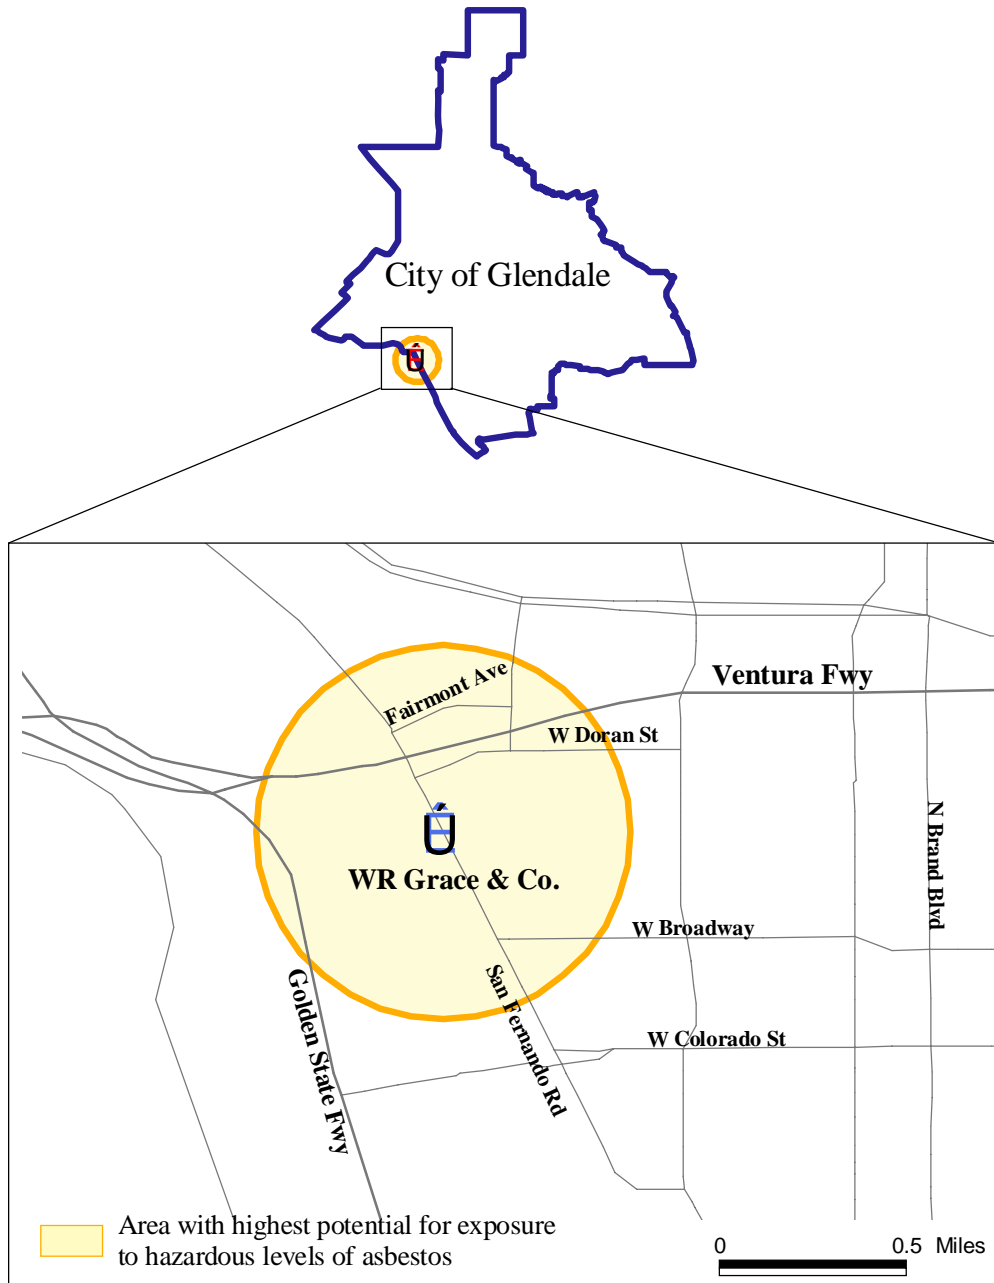 City of Glendale
Fairmont Ave
Ventura Fwy
W Doran St
WR Grace & Co.
N Brand Blvd
W Broadway
San Fernando Rd
Golden State Fwy
W Colorado St
Area with highest potential for exposure
to hazardous levels of asbestos
0 0.5 Miles